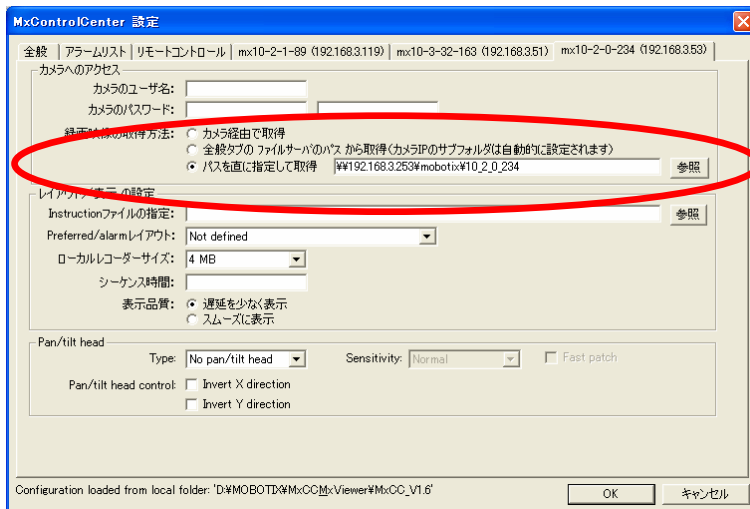 MxControlCenter 設定
全般 アラームリスト リモートコントロール mx10-2-1-89 (192.168.3.119) mx10-3-32-163 (192.168.3.51) mx10-2-0-234 (192.168.3.53)
カメラへのアクセス
カメラのユーザ名:
カメラのパスワード:
録画映像の取得方法: カメラ経由で取得
全般タブの ファイルサーバのパス から取得(カメラIPのサブフォルダは自動的に設定されます)
パスを直に指定して取得 ¥¥192.168.3.253¥mobotix¥10_2_0_234 参照
レイアウト/表示 の設定
Instructionファイルの指定: 参照
Preferred/alarmレイアウト: Not defined
ローカルレコーダーサイズ: 4 MB
シーケンス時間:
表示品質: 遅延を少なく表示
スムーズに表示
Pan/tilt head
Type: No pan/tilt head Sensitivity: Normal Fast patch
Pan/tilt head control: Invert X direction
Invert Y direction
Configuration loaded from local folder: 'D:¥MOBOTIX¥MxCCMxViewer¥MxCC_V1.6'
OK キャンセル